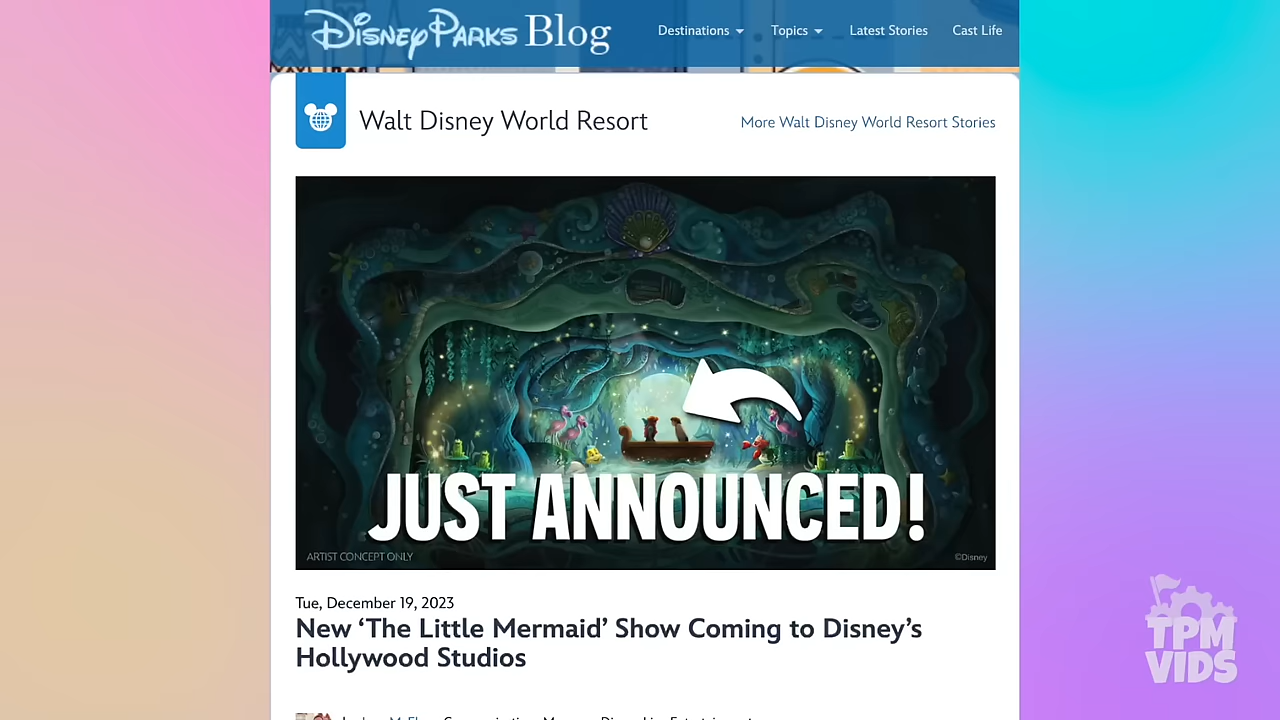 Disney Parks Blog
Destinations
Topics
Latest Stories
Cast Life
Walt Disney World Resort
More Walt Disney World Resort Stories
JUST ANNOUNCED!
ARTIST CONCEPT ONLY
©Disney
Tue, December 19, 2023
New ‘The Little Mermaid’ Show Coming to Disney’s
Hollywood Studios
TPM
VIDS